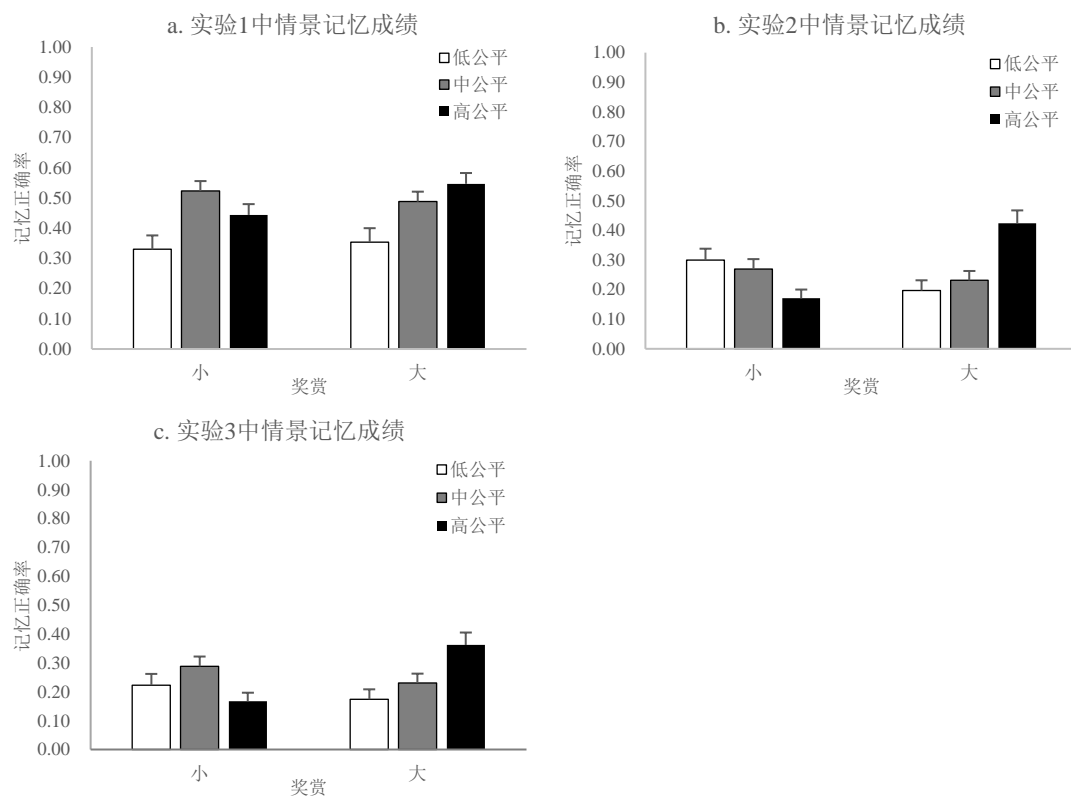 a. 实验1中情景记忆成绩
1.00
0.90
0.80
0.70
0.60
0.50
0.40
0.30
0.20
0.10
0.00
记忆正确率
低公平
中公平
高公平
小
大
奖赏
b. 实验2中情景记忆成绩
1.00
0.90
0.80
0.70
0.60
0.50
0.40
0.30
0.20
0.10
0.00
记忆正确率
低公平
中公平
高公平
小
大
奖赏
c. 实验3中情景记忆成绩
1.00
0.90
0.80
0.70
0.60
0.50
0.40
0.30
0.20
0.10
0.00
记忆正确率
低公平
中公平
高公平
小
大
奖赏